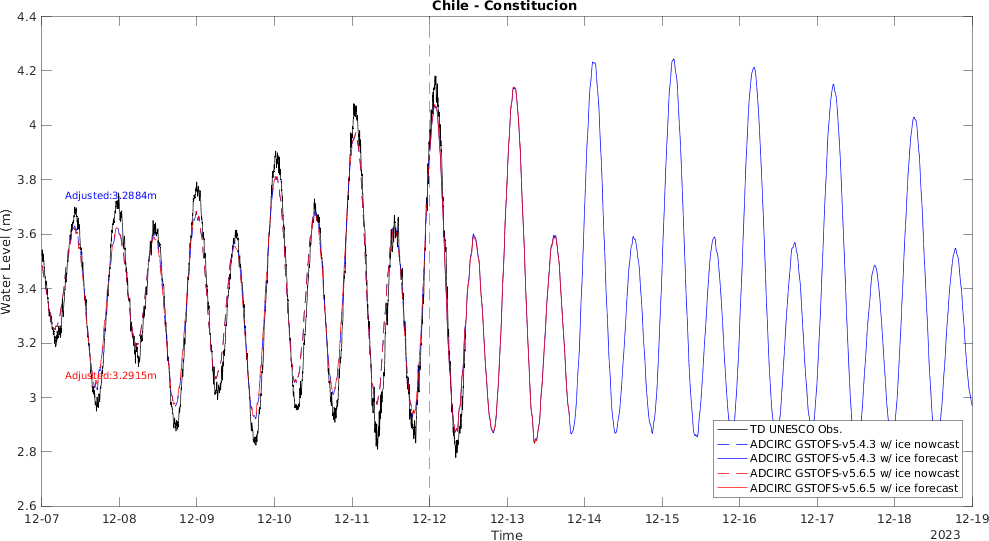 Chile - Constitucion
4.4
4.2
4
3.8
3.6
3.4
3.2
3
2.8
2.6
Water Level (m)
Adjusted:3.2884m
Adjusted:3.2915m
TD UNESCO Obs.
ADCIRC GSTOFS-v5.4.3 w/ ice nowcast
ADCIRC GSTOFS-v5.4.3 w/ ice forecast
ADCIRC GSTOFS-v5.6.5 w/ ice nowcast
ADCIRC GSTOFS-v5.6.5 w/ ice forecast
12-07 12-08 12-09 12-10 12-11 12-12 12-13 12-14 12-15 12-16 12-17 12-18 12-19
Time
2023